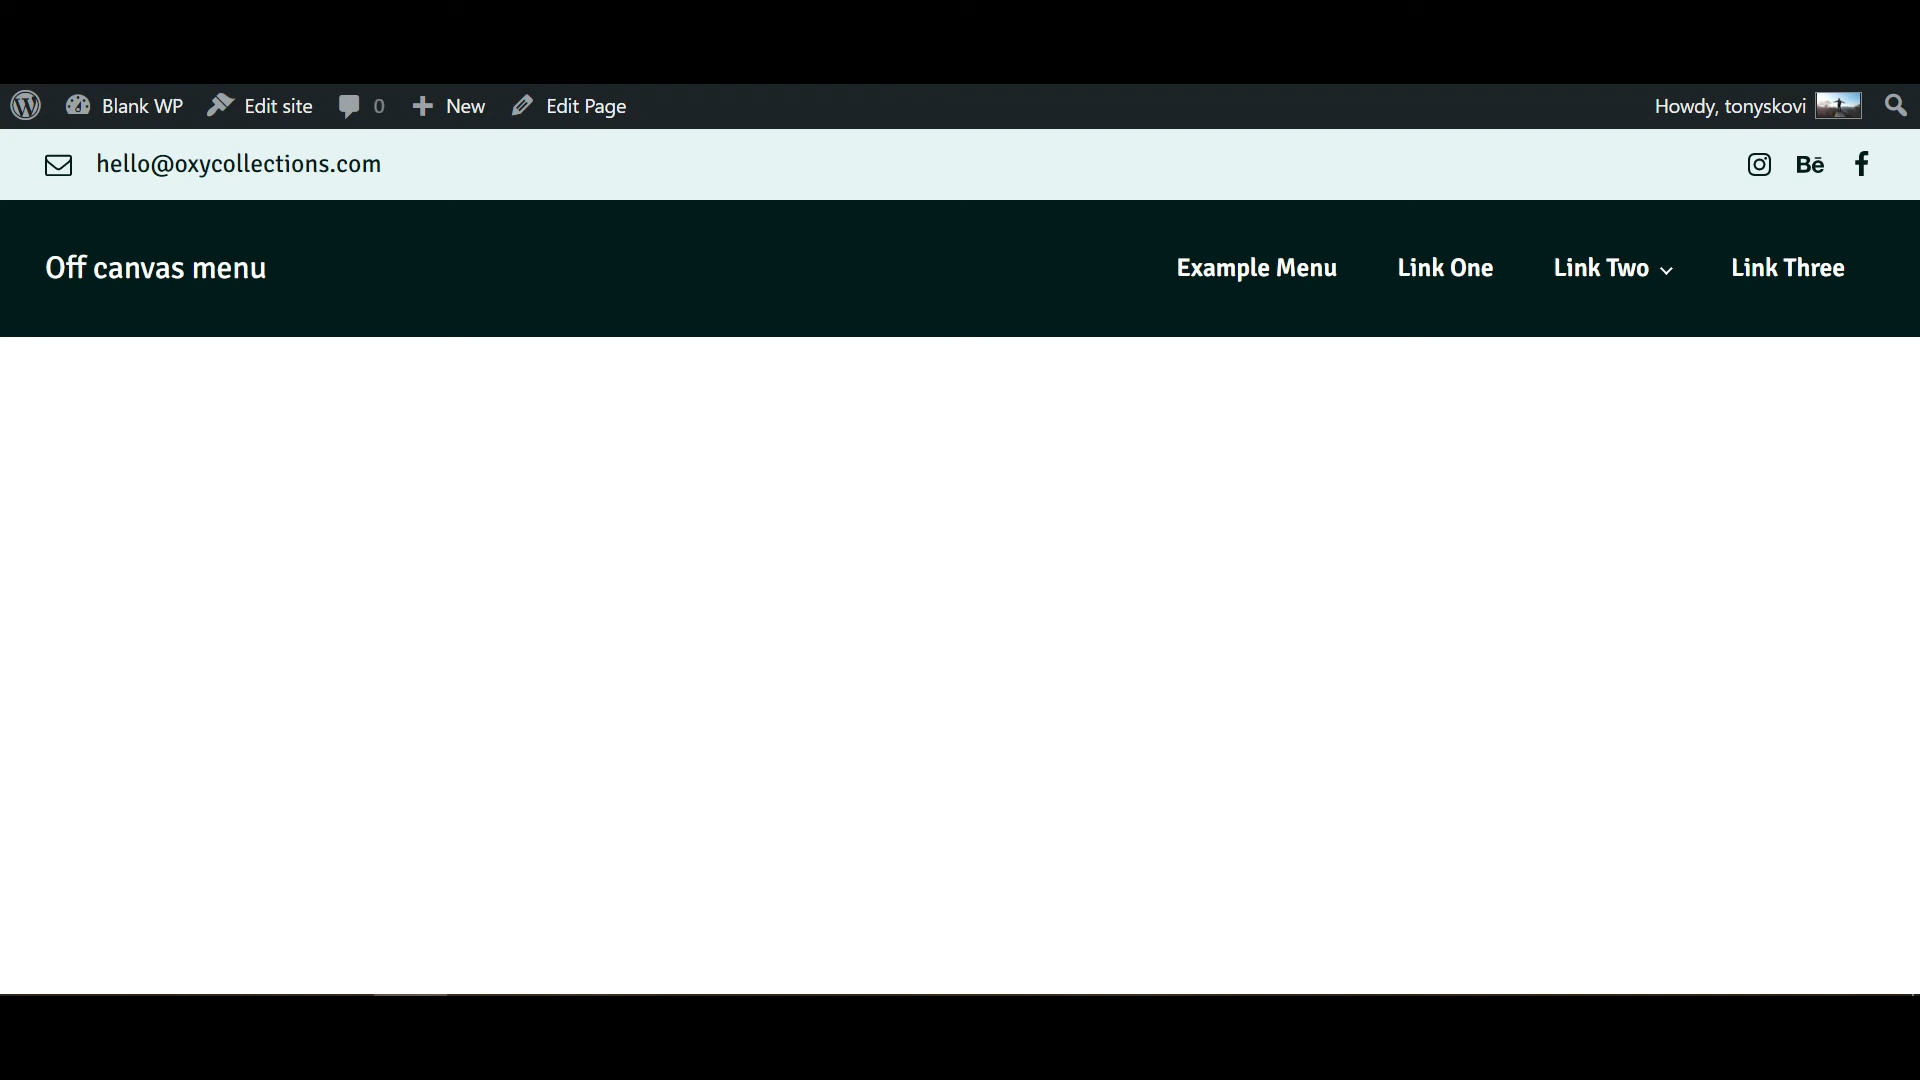 Blank WP Edit site 0 New Edit Page Howdy, tonyskovi
hello@oxycollections.com Bē
Off canvas menu Example Menu Link One Link Two Link Three